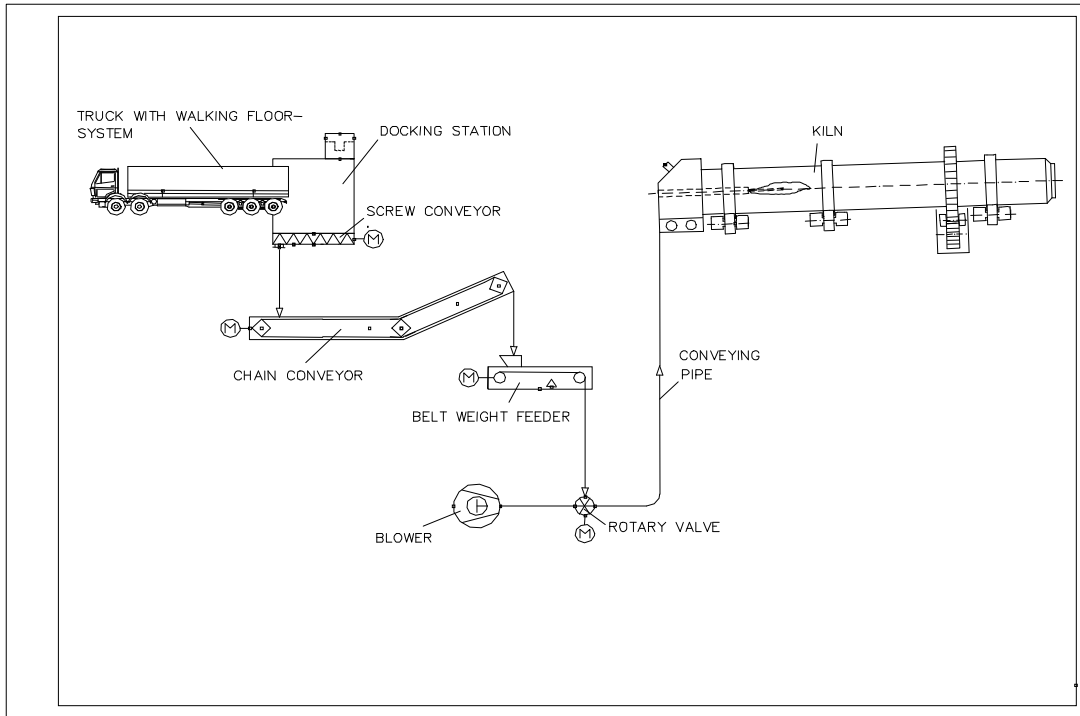 TRUCK WITH WALKING FLOOR-
SYSTEM
DOCKING STATION
KILN
SCREW CONVEYOR
M
M
CHAIN CONVEYOR
CONVEYING
PIPE
M
BELT WEIGHT FEEDER
BLOWER
ROTARY VALVE
M